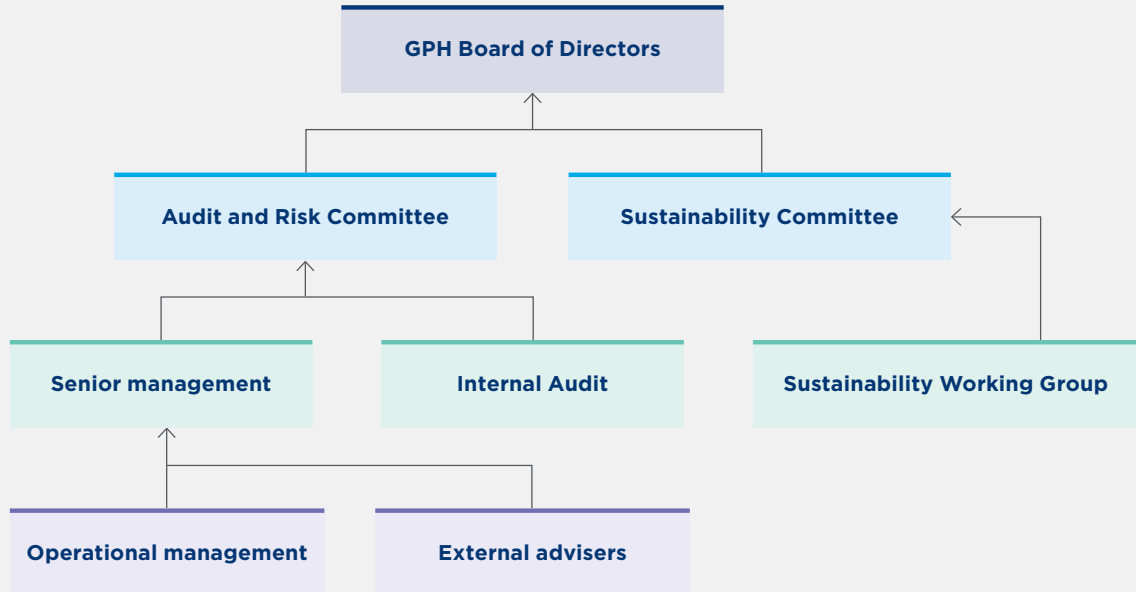 GPH Board of Directors
Audit and Risk Committee
Sustainability Committee
Senior management
Internal Audit
Sustainability Working Group
Operational management
External advisers